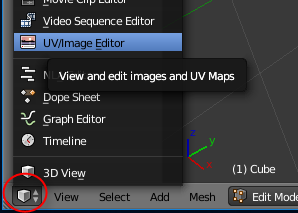 Movie Clip Editor
Video Sequence Editor
UV/Image Editor
View and edit images and UV Maps
Dope Sheet
Graph Editor
Timeline
3D View
z
y
x
(1) Cube
View Select Add Mesh Edit Mode